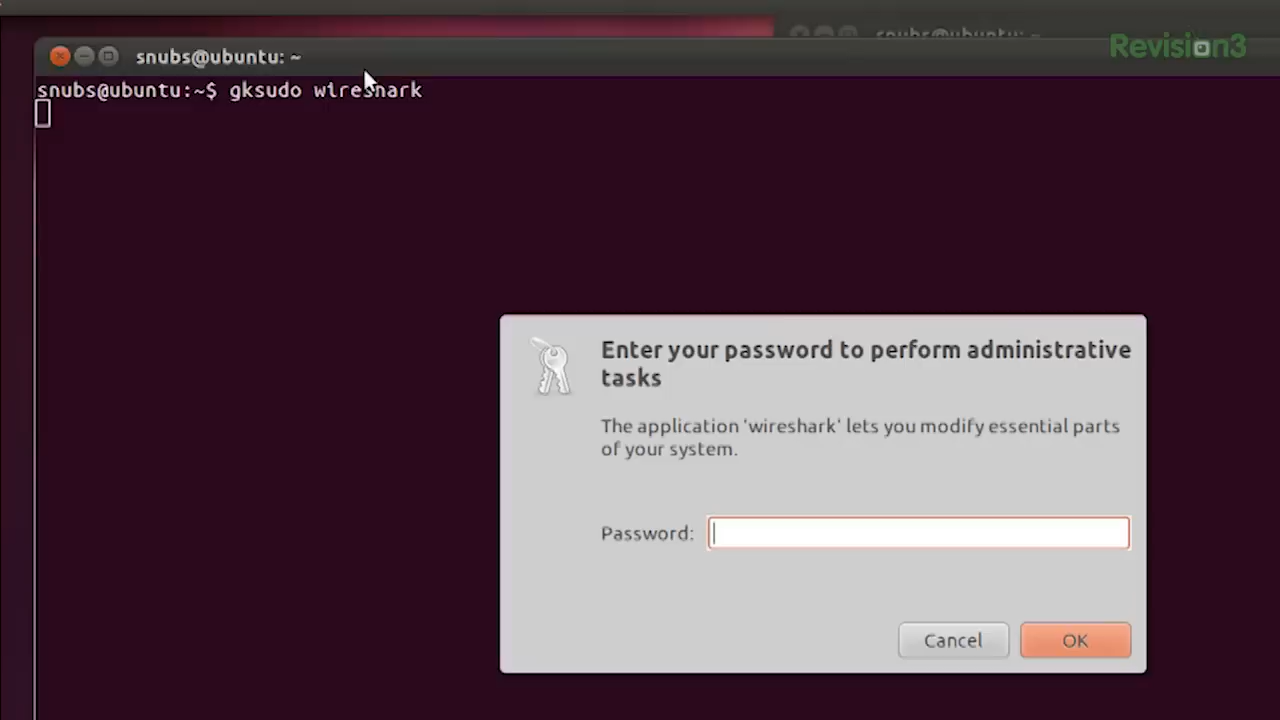 snubs@ubuntu: ~
Revision3
snubs@ubuntu:~$ gksudo wireshark
Enter your password to perform administrative
tasks
The application 'wireshark' lets you modify essential parts
of your system.
Password:
Cancel
OK